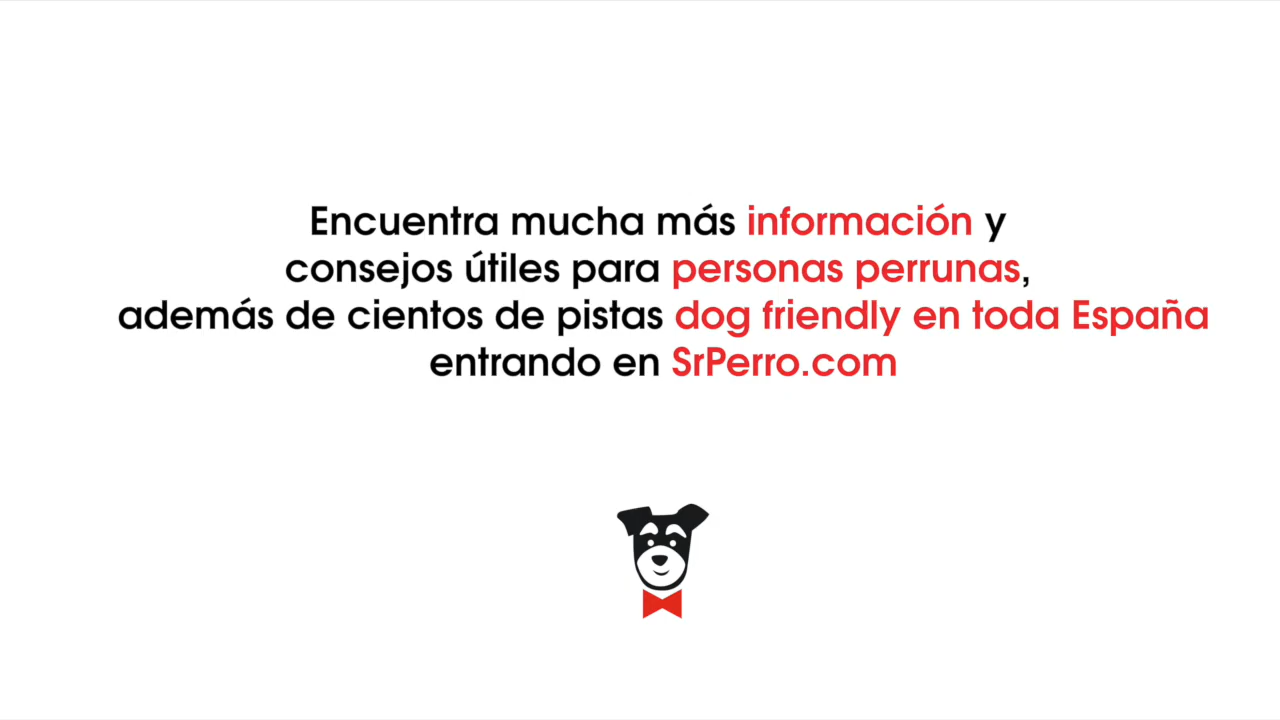 Encuentra mucha más información y
consejos útiles para personas perrunas,
además de cientos de pistas dog friendly en toda España
entrando en SrPerro.com